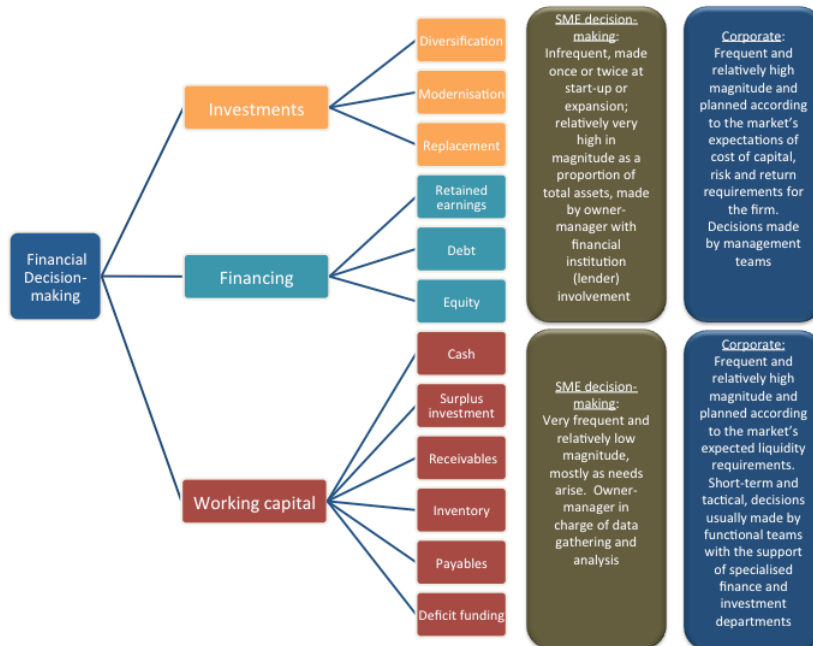 Financial
Decision-
making
Investments
Financing
Working capital
Diversification
Modernisation
Replacement
Retained
earnings
Debt
Equity
Cash
Surplus
investment
Receivables
Inventory
Payables
Deficit funding
SME decision-
making:
Infrequent, made
once or twice at
start-up or
expansion;
relatively very
high in
magnitude as a
proportion of
total assets, made
by owner-
manager with
financial
institution
(lender)
involvement
Corporate:
Frequent and
relatively high
magnitude and
planned according
to the market's
expectations of
cost of capital,
risk and return
requirements for
the firm.
Decisions made
by management
teams
SME decision-
making:
Very frequent and
relatively low
magnitude,
mostly as needs
arise. Owner-
manager in
charge of data
gathering and
analysis
Corporate:
Frequent and
relatively high
magnitude and
planned according
to the market's
expected liquidity
requirements.
Short-term and
tactical, decisions
usually made by
functional teams
with the support
of specialised
finance and
investment
departments